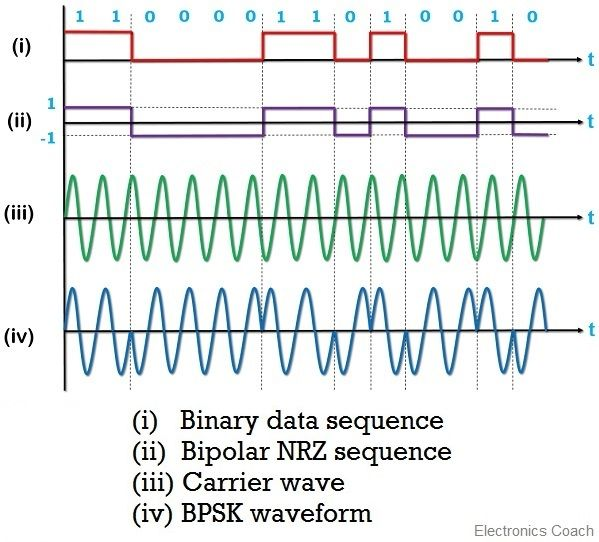 1 1 0 0 0 0 1 1 0 1 0 0 1 0
(i) t
1
(ii) t
-1
(iii) t
(iv) t
(i) Binary data sequence
(ii) Bipolar NRZ sequence
(iii) Carrier wave
(iv) BPSK waveform
Electronics Coach